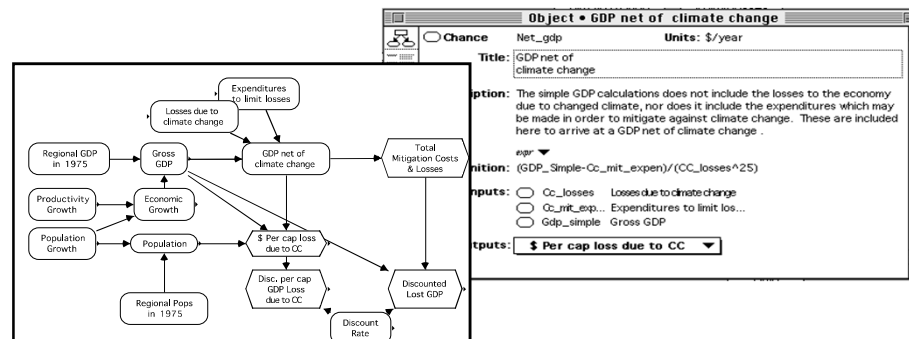 Object • GDP net of climate change
Chance Net_gdp Units: $/year
Title: GDP net of
climate change
iption: The simple GDP calculations does not include the losses to the economy
due to changed climate, nor does it include the expenditures which may
be made in order to mitigate against climate change. These are included
here to arrive at a GDP net of climate change .
expr
nition: (GDP_Simple-Cc_mit_expen)/(CC_losses^25)
nputs: Cc_losses Losses due to climate change
Cc_mit_exp... Expenditures to limit los...
Gdp_simple Gross GDP
tputs: $ Per cap loss due to CC
Expenditures
to limit losses
Losses due to
climate change
Regional GDP
in 1975
Gross
GDP
GDP net of
climate change
Total
Mitigation Costs
& Losses
Productivity
Growth
Economic
Growth
Population
Growth
Population
$ Per cap loss
due to CC
Disc. per cap
GDP Loss
due to CC
Discounted
Lost GDP
Regional Pops
in 1975
Discount
Rate